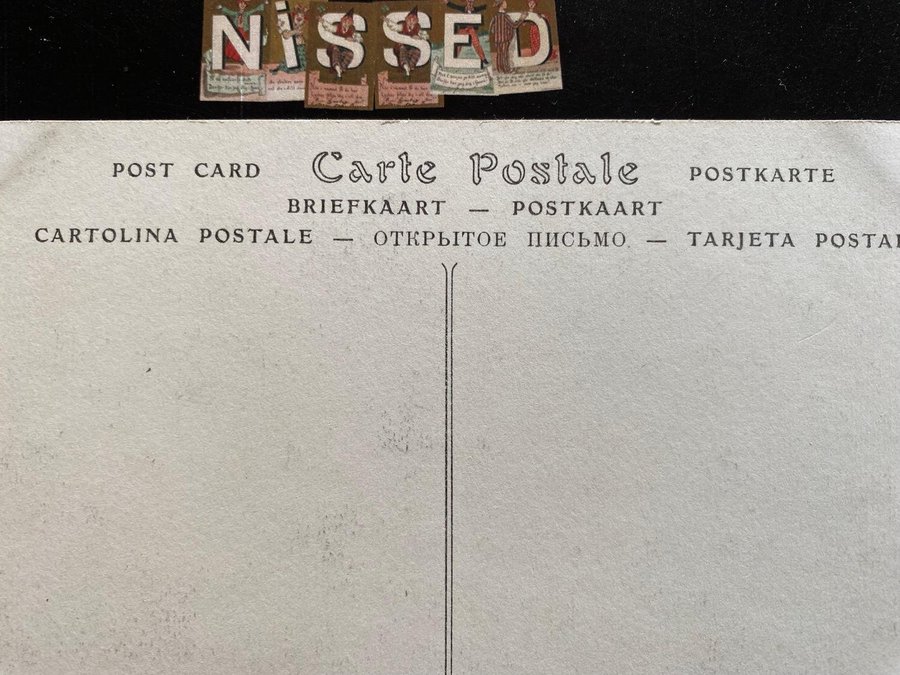 NiSSED
POST CARD Carte Postale POSTKARTE
BRIEFKAART — POSTKAART
CARTOLINA POSTALE — ОТКРЫТОЕ ПИСЬМО. — TARJETA POSTAL